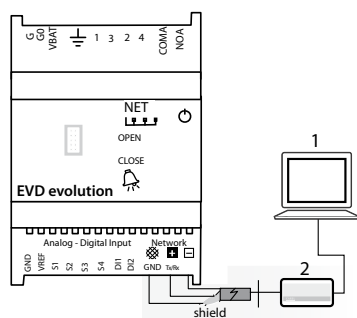 G G0 VBAT 1 3 2 4 COMA NOA
NET
OPEN
CLOSE
EVD evolution
Analog - Digital Input Network
GND VREF S1 S2 S3 S4 DI1 DI2 GND Tx/Rx
shield
1
2